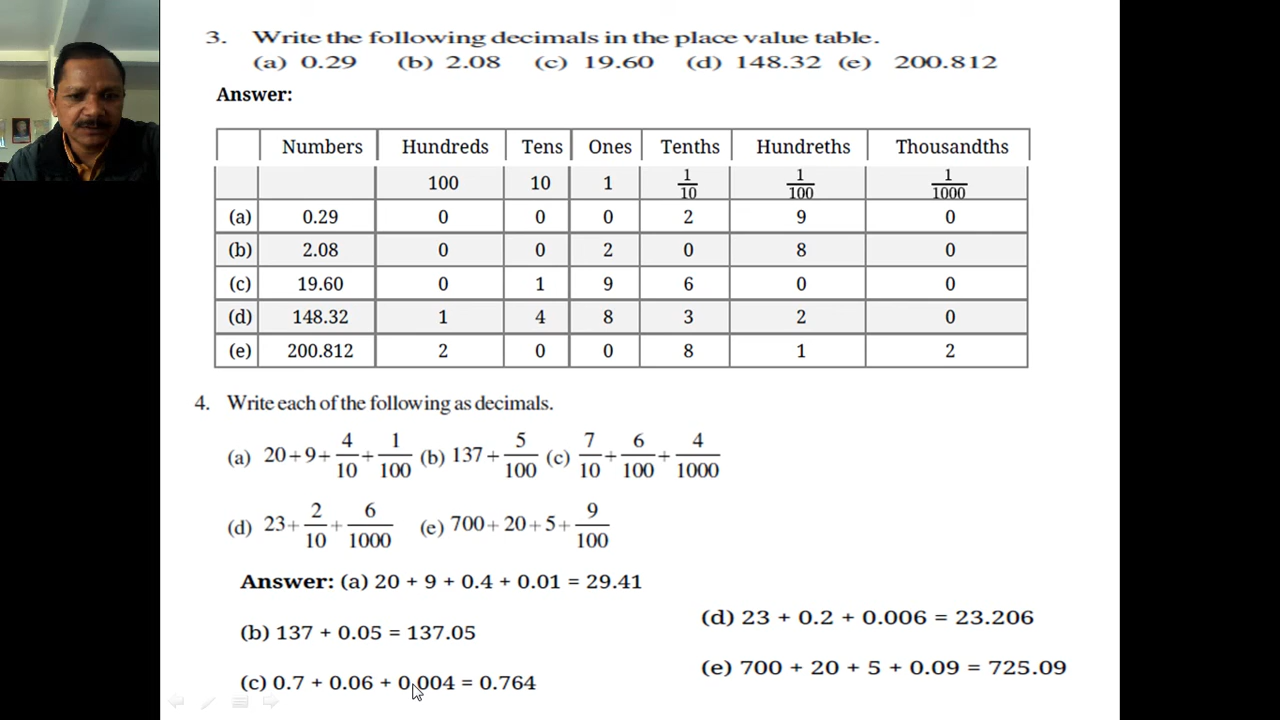 3. Write the following decimals in the place value table.
(a) 0.29 (b) 2.08 (c) 19.60 (d) 148.32 (e) 200.812
Answer:
Numbers Hundreds Tens Ones Tenths Hundreths Thousandths
100 10 1 1/10 1/100 1/1000
(a) 0.29 0 0 0 2 9 0
(b) 2.08 0 0 2 0 8 0
(c) 19.60 0 1 9 6 0 0
(d) 148.32 1 4 8 3 2 0
(e) 200.812 2 0 0 8 1 2
4. Write each of the following as decimals.
(a) 20+9+4/10+1/100 (b) 137+5/100 (c) 7/10+6/100+4/1000
(d) 23+2/10+6/1000 (e) 700+20+5+9/100
Answer: (a) 20 + 9 + 0.4 + 0.01 = 29.41
(b) 137 + 0.05 = 137.05
(c) 0.7 + 0.06 + 0.004 = 0.764
(d) 23 + 0.2 + 0.006 = 23.206
(e) 700 + 20 + 5 + 0.09 = 725.09